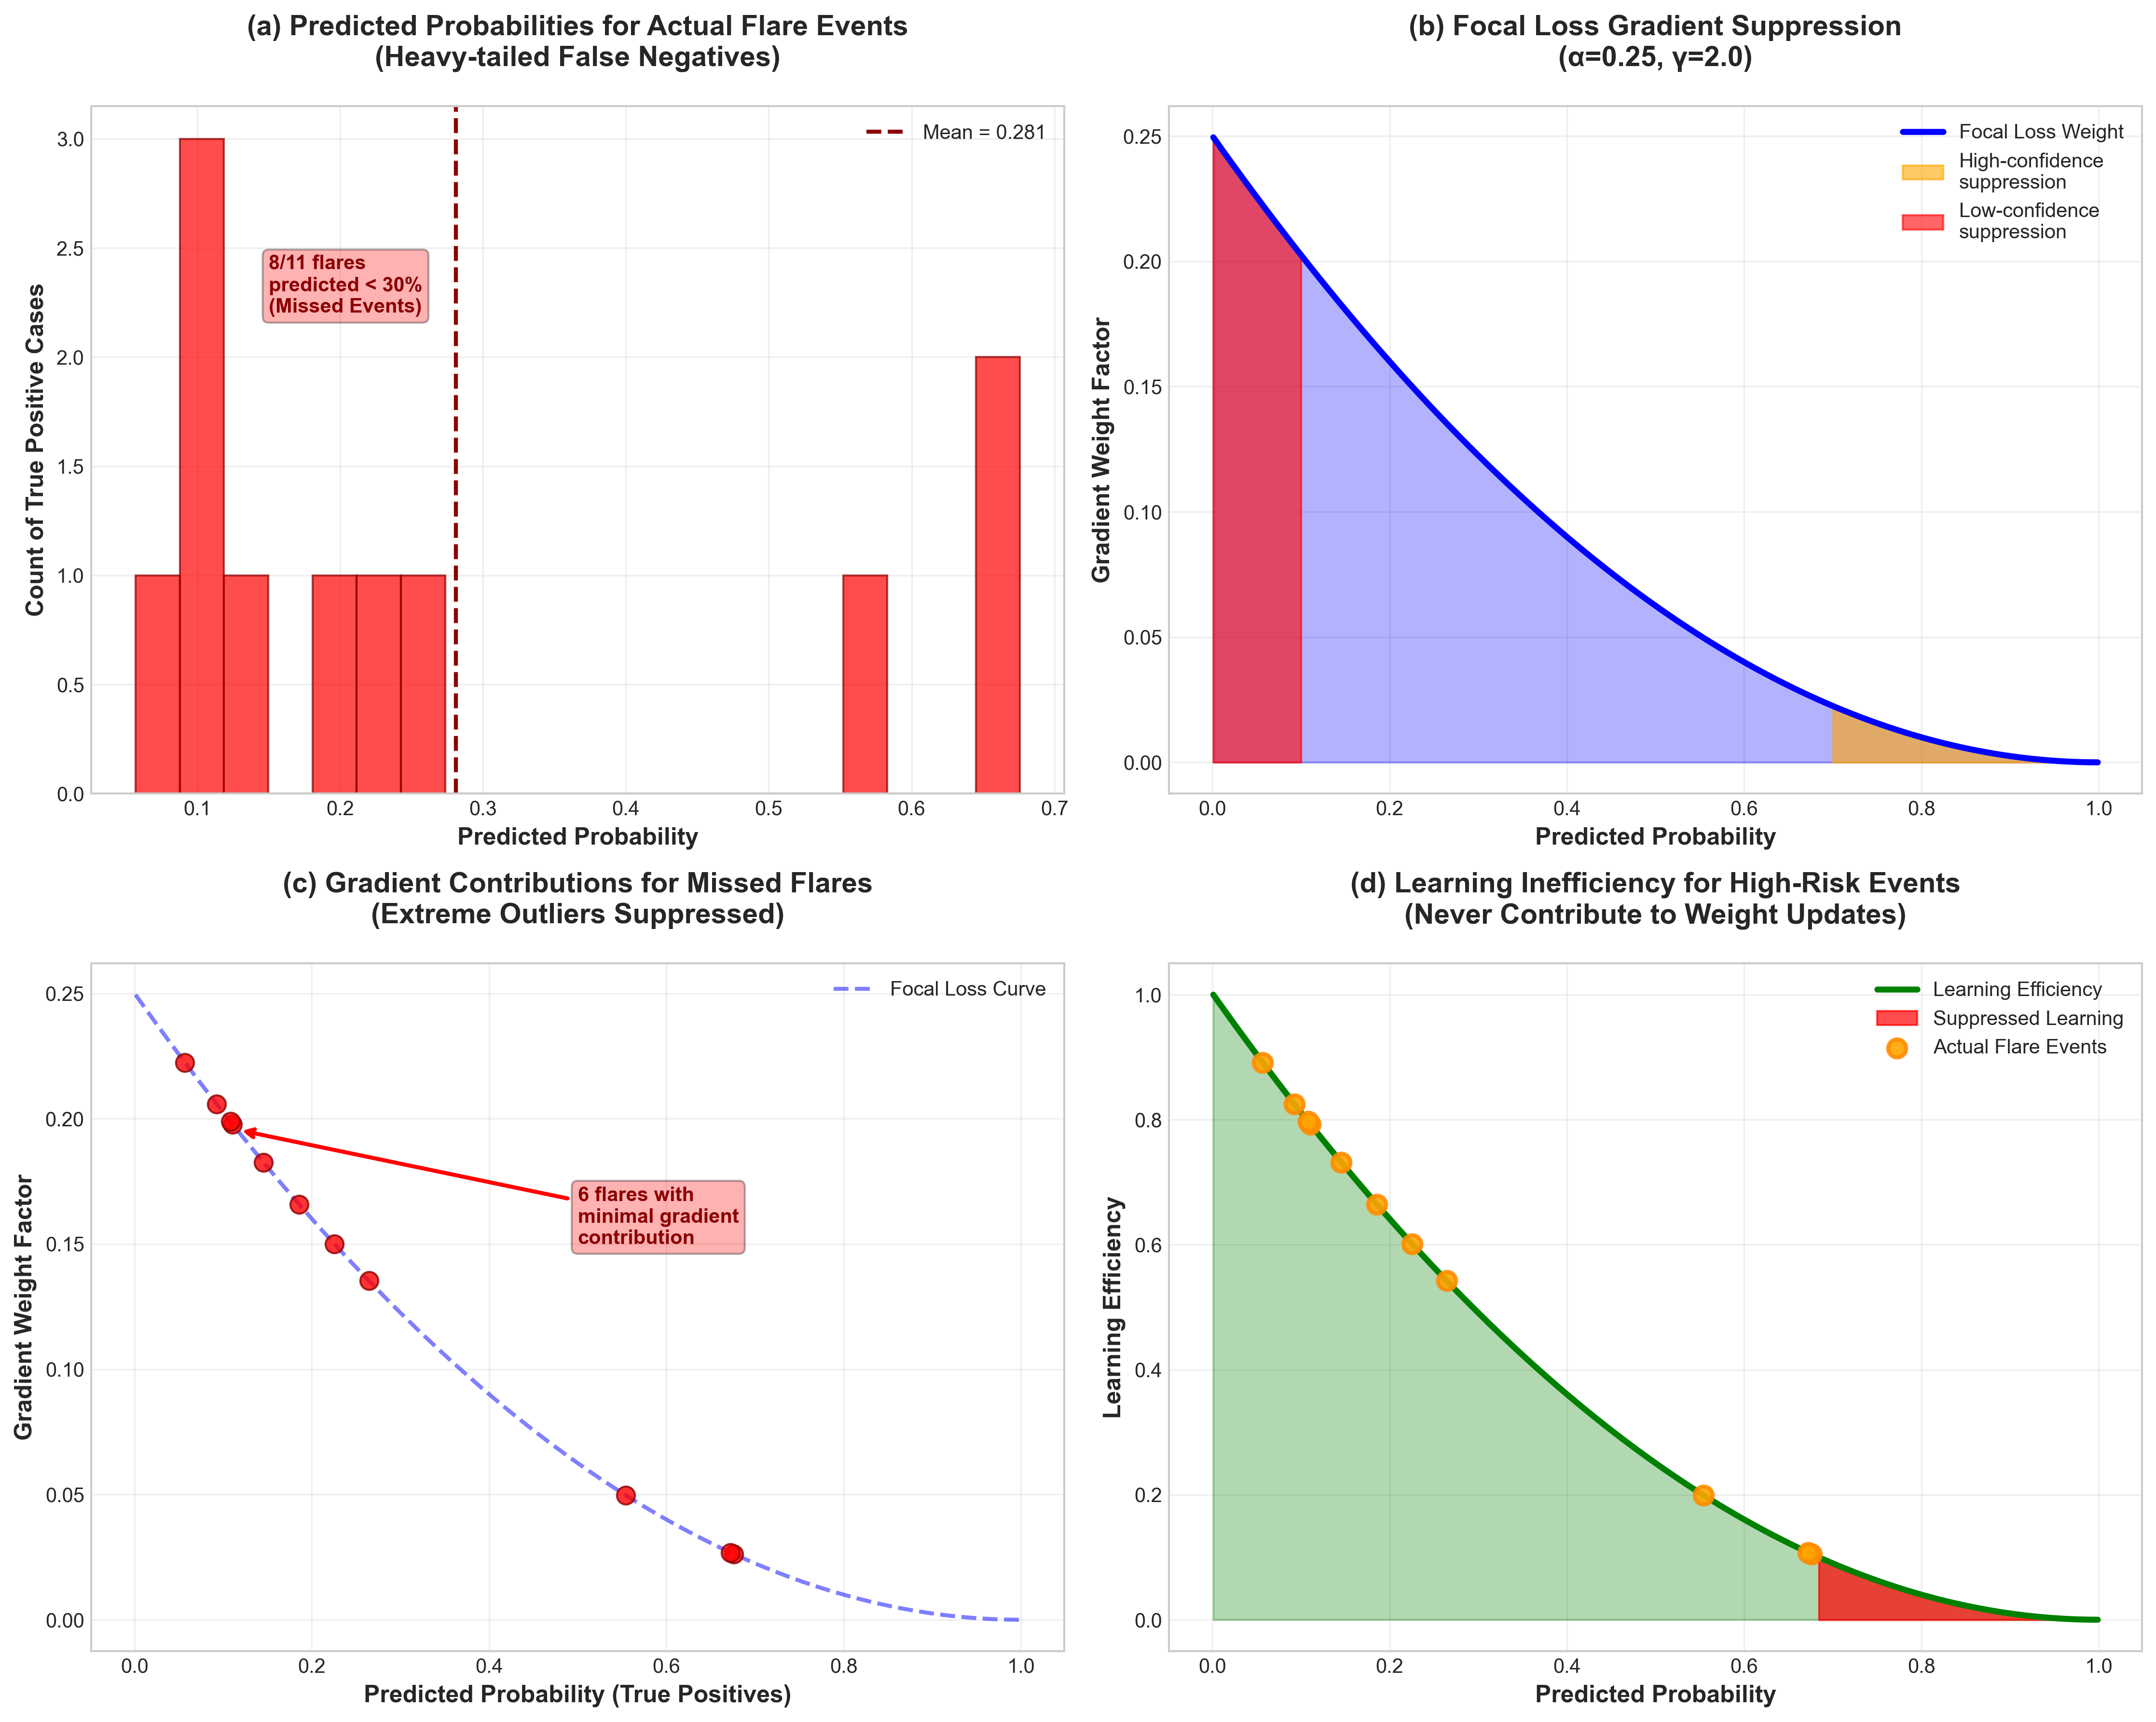 (a) Predicted Probabilities for Actual Flare Events
(Heavy-tailed False Negatives)
Count of True Positive Cases
3.0
2.5
2.0
1.5
1.0
0.5
0.0
Mean = 0.281
8/11 flares
predicted < 30%
(Missed Events)
0.1 0.2 0.3 0.4 0.5 0.6 0.7
Predicted Probability
(b) Focal Loss Gradient Suppression
(α=0.25, γ=2.0)
Gradient Weight Factor
0.25
0.20
0.15
0.10
0.05
0.00
Focal Loss Weight
High-confidence
suppression
Low-confidence
suppression
0.0 0.2 0.4 0.6 0.8 1.0
Predicted Probability
(c) Gradient Contributions for Missed Flares
(Extreme Outliers Suppressed)
Gradient Weight Factor
0.25
0.20
0.15
0.10
0.05
0.00
Focal Loss Curve
6 flares with
minimal gradient
contribution
0.0 0.2 0.4 0.6 0.8 1.0
Predicted Probability (True Positives)
(d) Learning Inefficiency for High-Risk Events
(Never Contribute to Weight Updates)
Learning Efficiency
1.0
0.8
0.6
0.4
0.2
0.0
Learning Efficiency
Suppressed Learning
Actual Flare Events
0.0 0.2 0.4 0.6 0.8 1.0
Predicted Probability